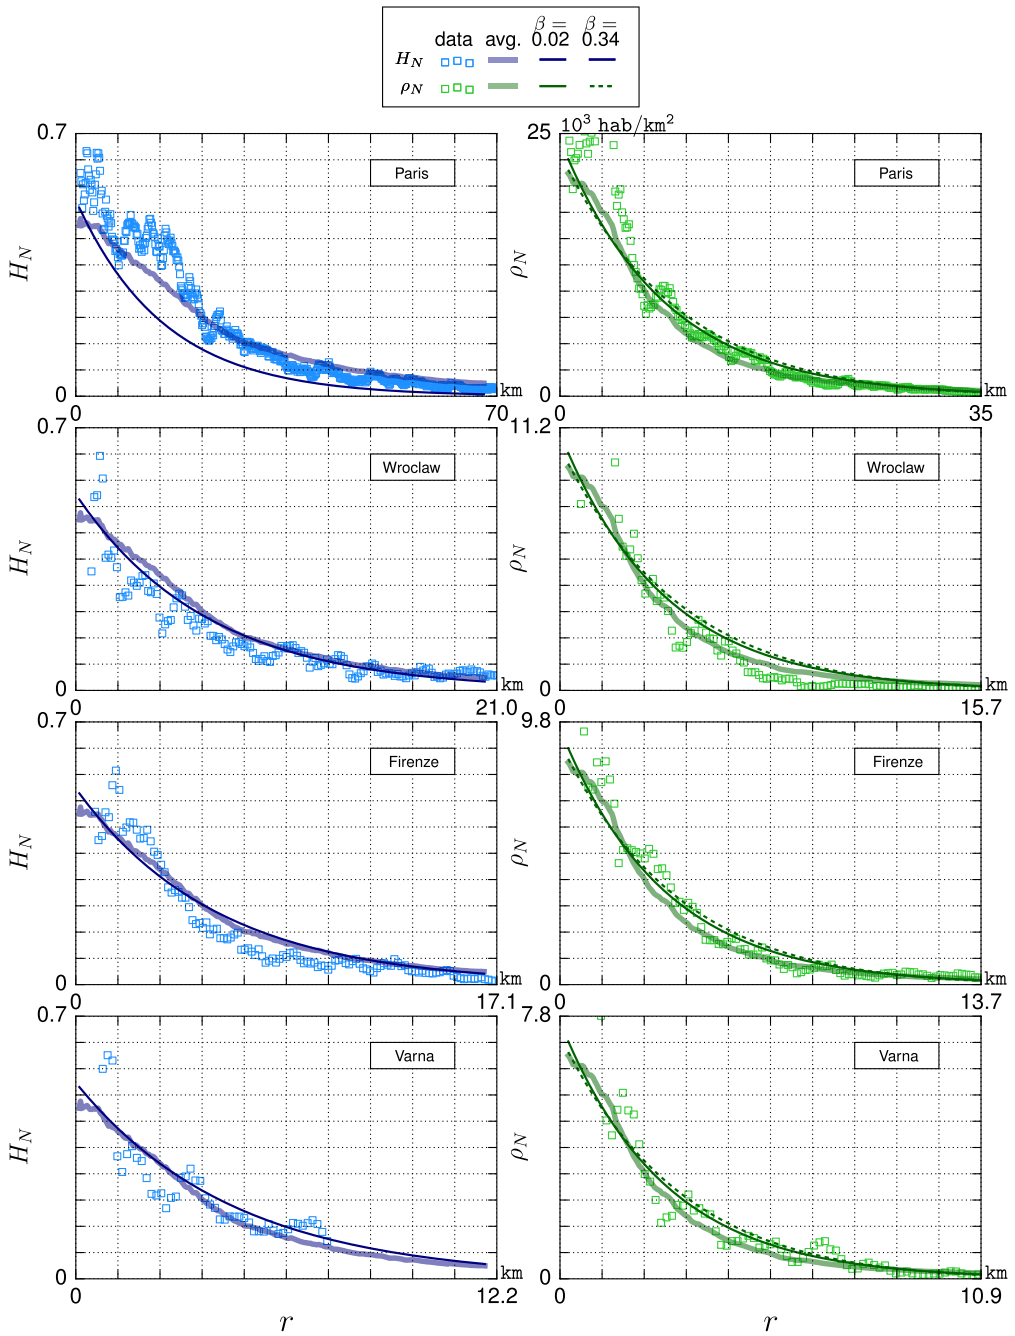 β = β =
data avg. 0.02 0.34
H_N
ρ_N
0.7 25 10³ hab/km²
Paris Paris
H_N ρ_N
0 km 0 km
0 70 0 35
0.7 11.2
Wroclaw Wroclaw
H_N ρ_N
0 km 0 km
0 21.0 0 15.7
0.7 9.8
Firenze Firenze
H_N ρ_N
0 km 0 km
0 17.1 0 13.7
0.7 7.8
Varna Varna
H_N ρ_N
0 km 0 km
0 12.2 0 10.9
r r